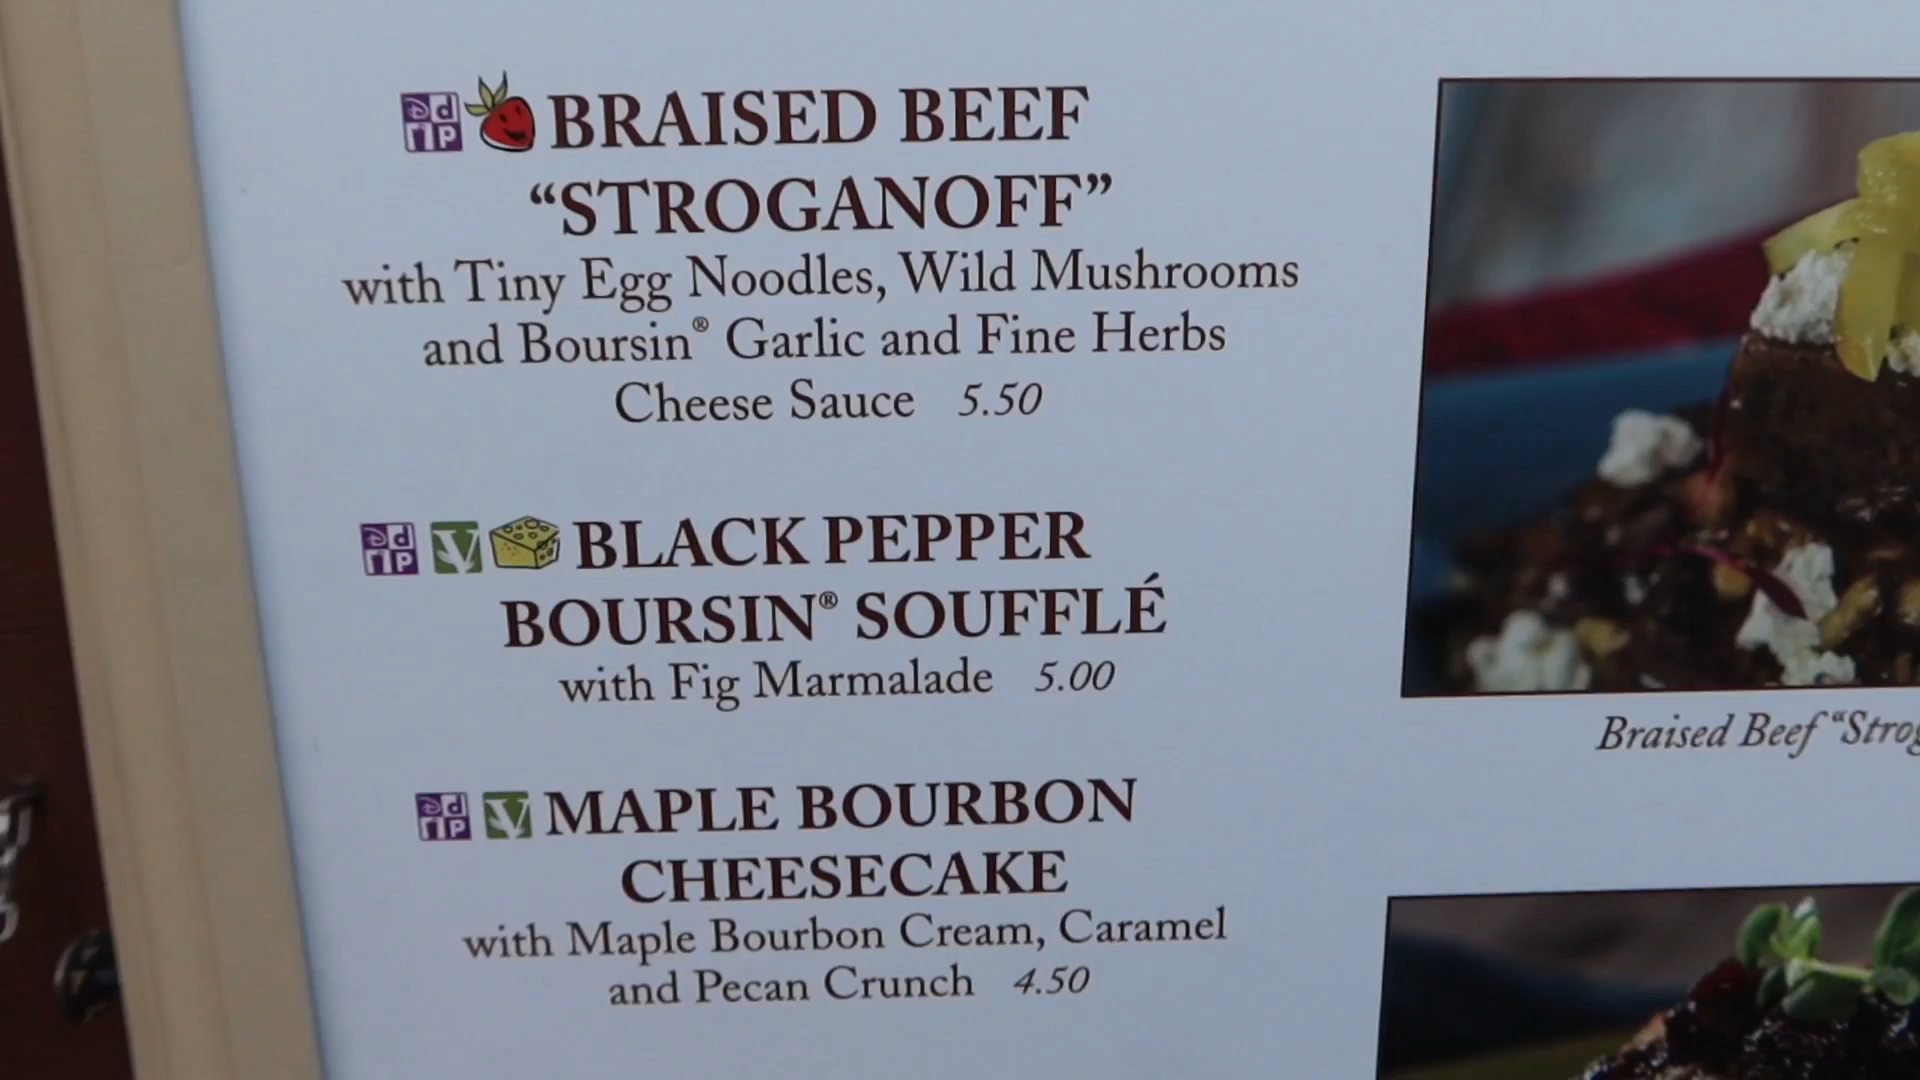 BRAISED BEEF
“STROGANOFF”
with Tiny Egg Noodles, Wild Mushrooms
and Boursin® Garlic and Fine Herbs
Cheese Sauce 5.50
BLACK PEPPER
BOURSIN® SOUFFLÉ
with Fig Marmalade 5.00
MAPLE BOURBON
CHEESECAKE
with Maple Bourbon Cream, Caramel
and Pecan Crunch 4.50
Braised Beef “Strog